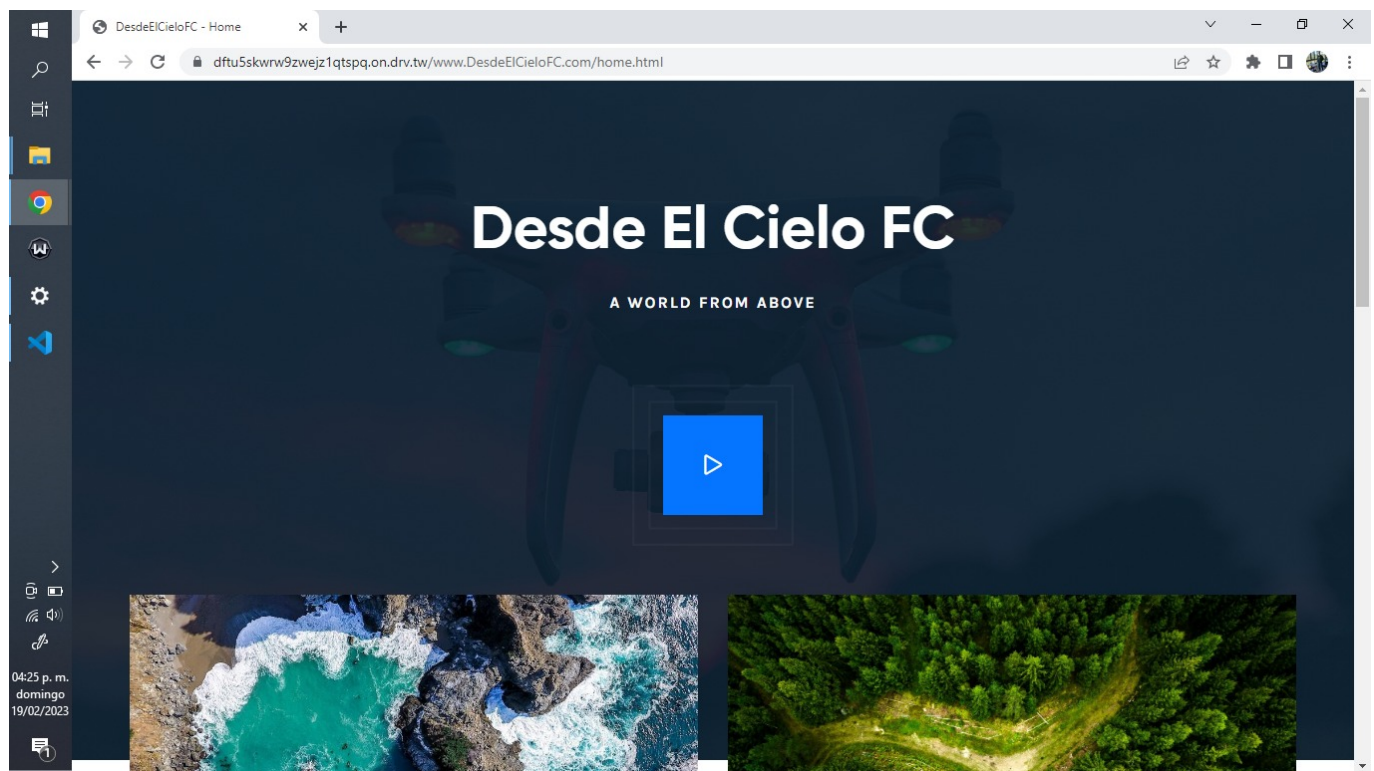 DesdeElCieloFC - Home
dftu5skwrw9zwejz1qtspq.on.drv.tw/www.DesdeElCieloFC.com/home.html
Desde El Cielo FC
A WORLD FROM ABOVE
04:25 p. m.
domingo
19/02/2023
1